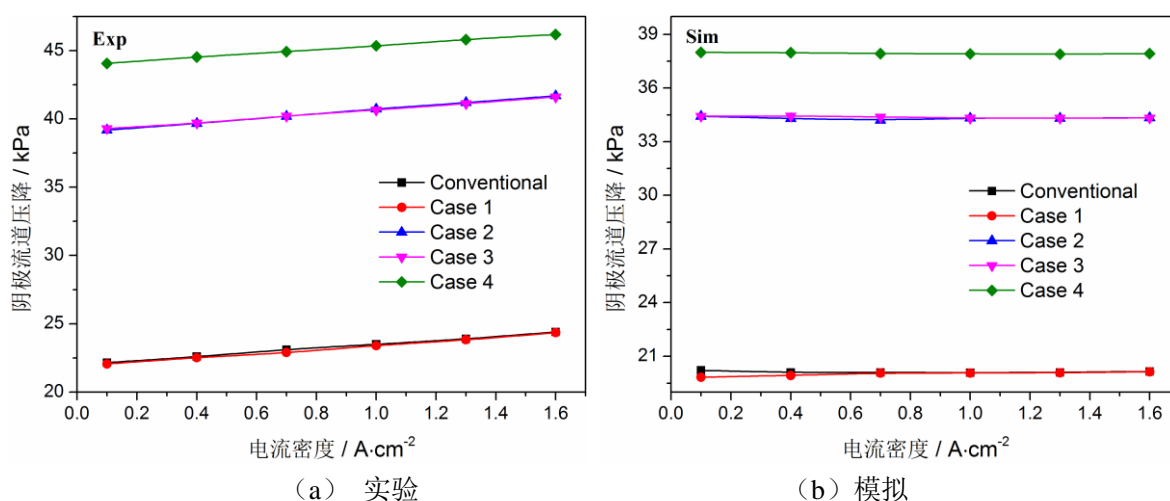 Exp
45
40
35
30
25
20
阴极流道压降 / kPa
Conventional
Case 1
Case 2
Case 3
Case 4
0.0 0.2 0.4 0.6 0.8 1.0 1.2 1.4 1.6
电流密度 / A·cm⁻²
（a） 实验
Sim
39
36
33
30
27
24
21
阴极流道压降 / kPa
Conventional
Case 1
Case 2
Case 3
Case 4
0.0 0.2 0.4 0.6 0.8 1.0 1.2 1.4 1.6
电流密度 / A·cm⁻²
（b）模拟